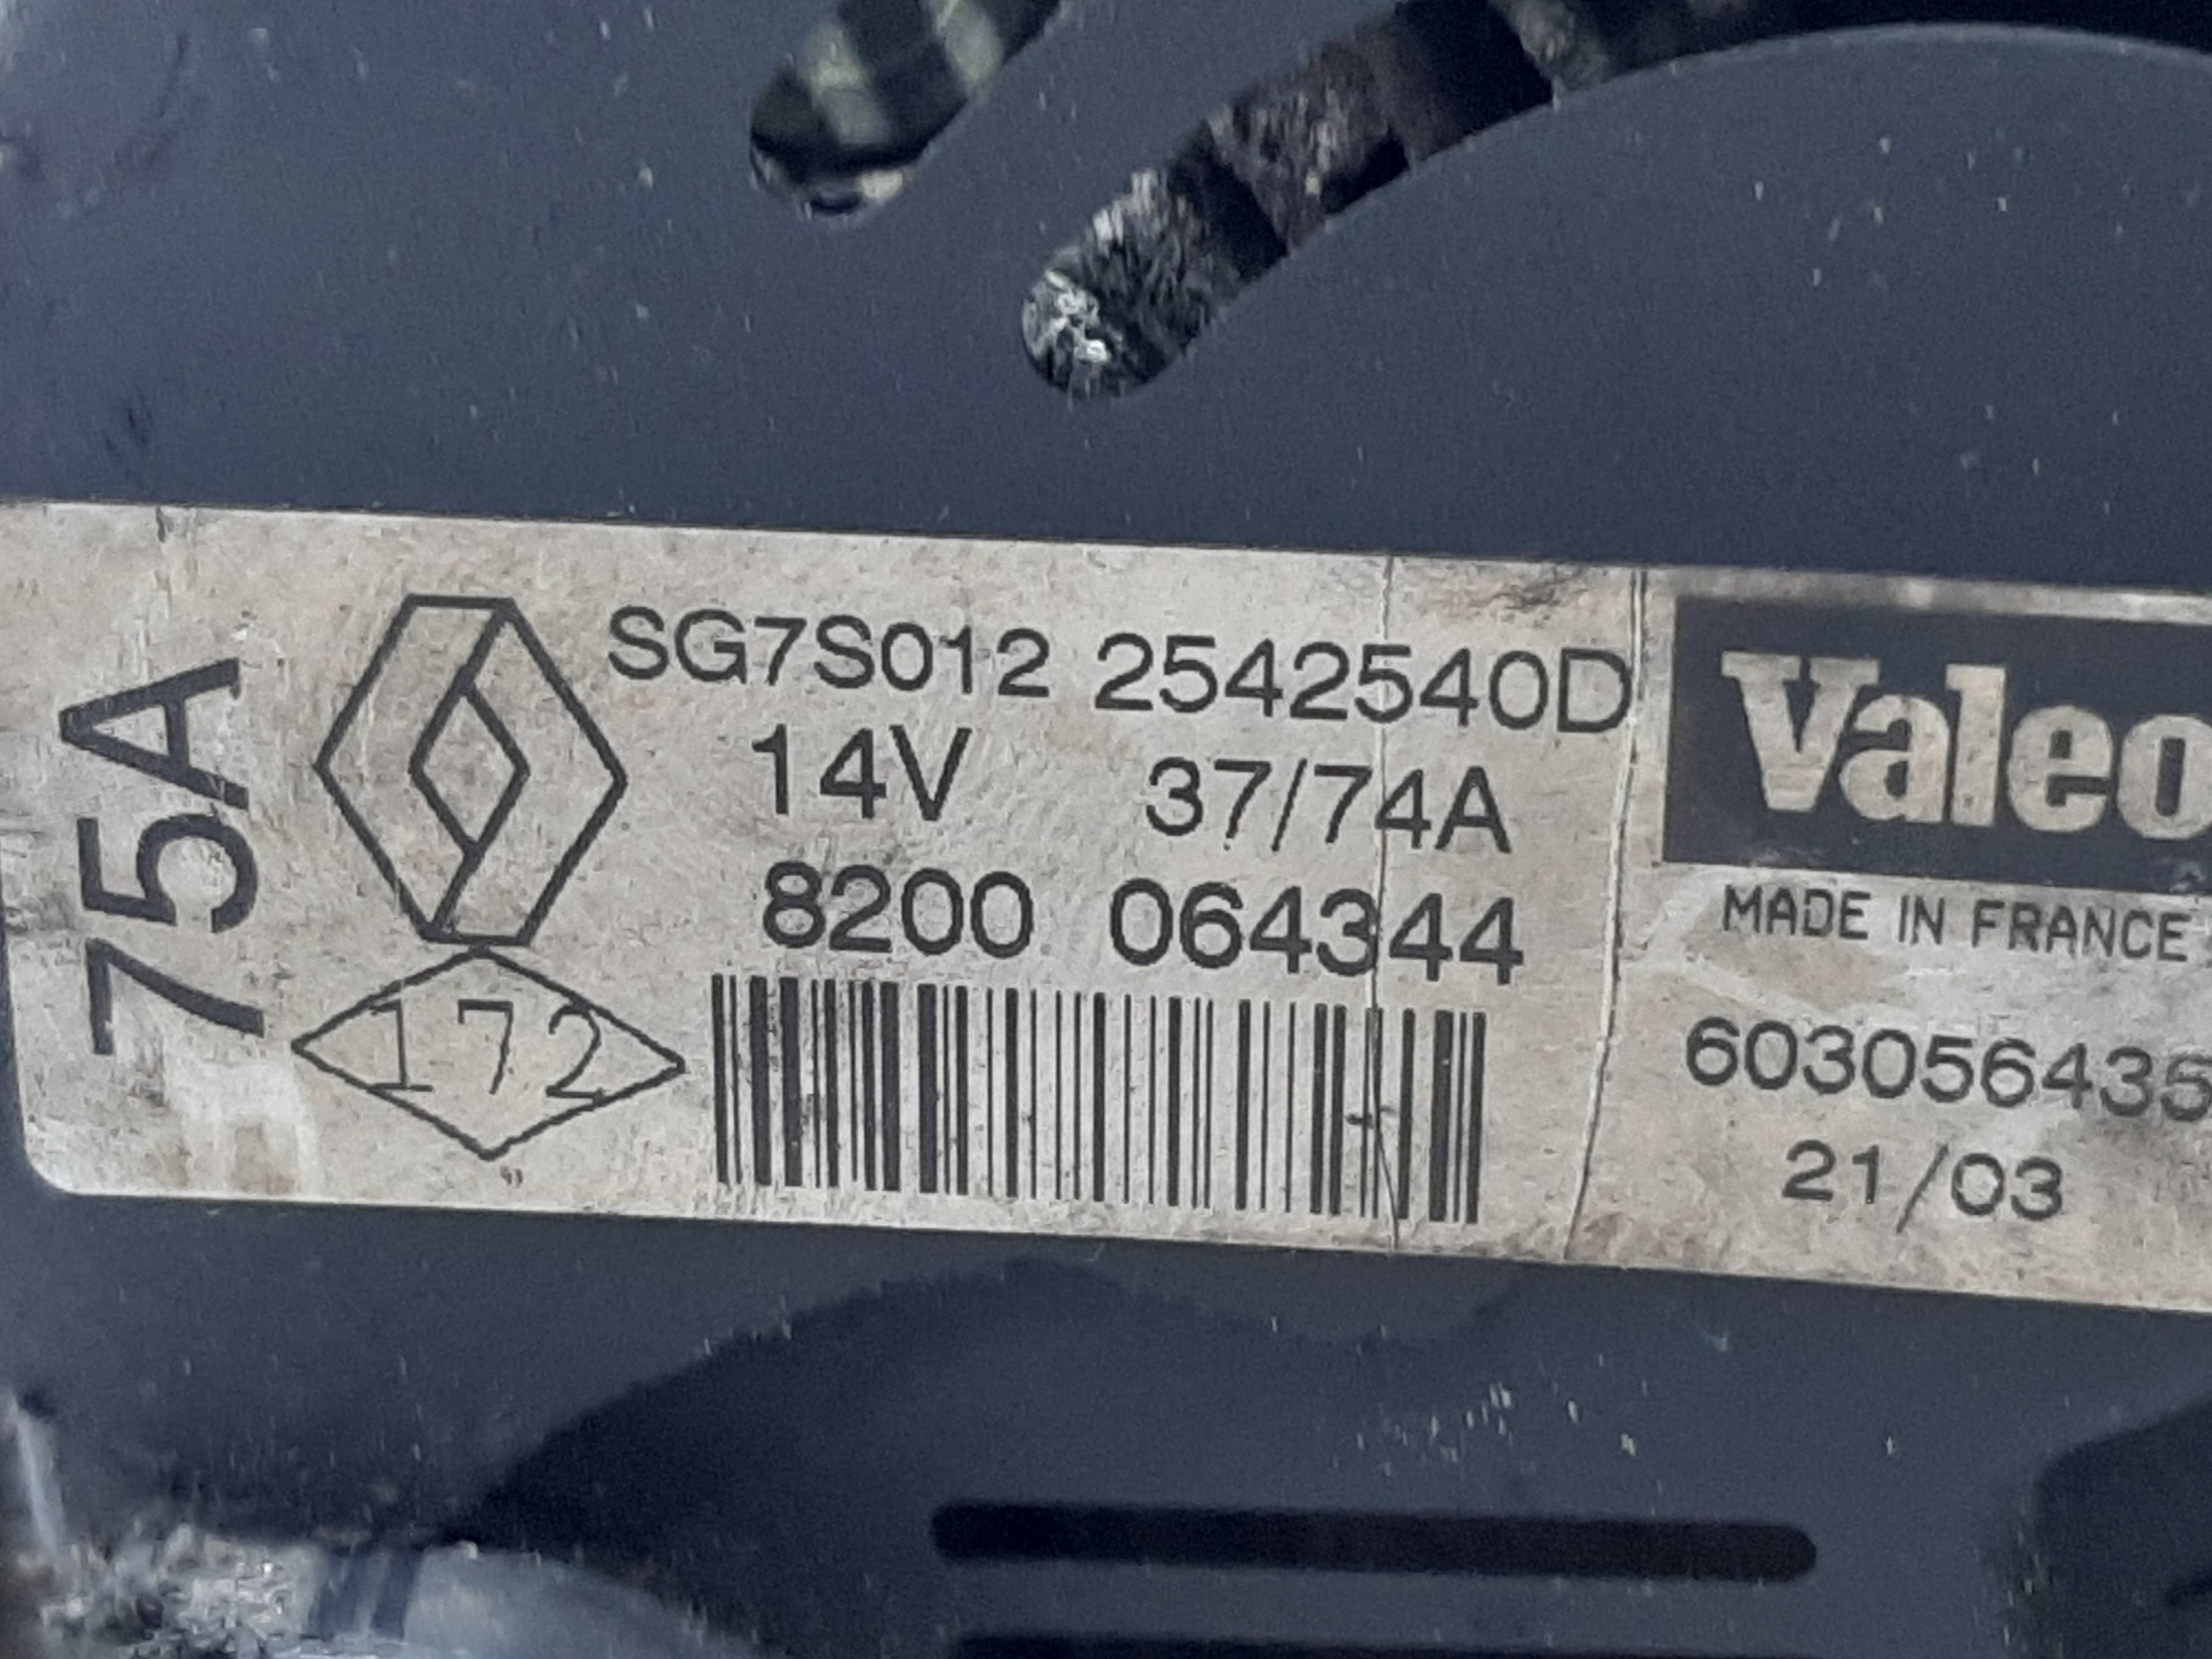 75A
SG7S012 2542540D
14V 37/74A
8200 064344
172
Valeo
MADE IN FRANCE
603056435
21/03